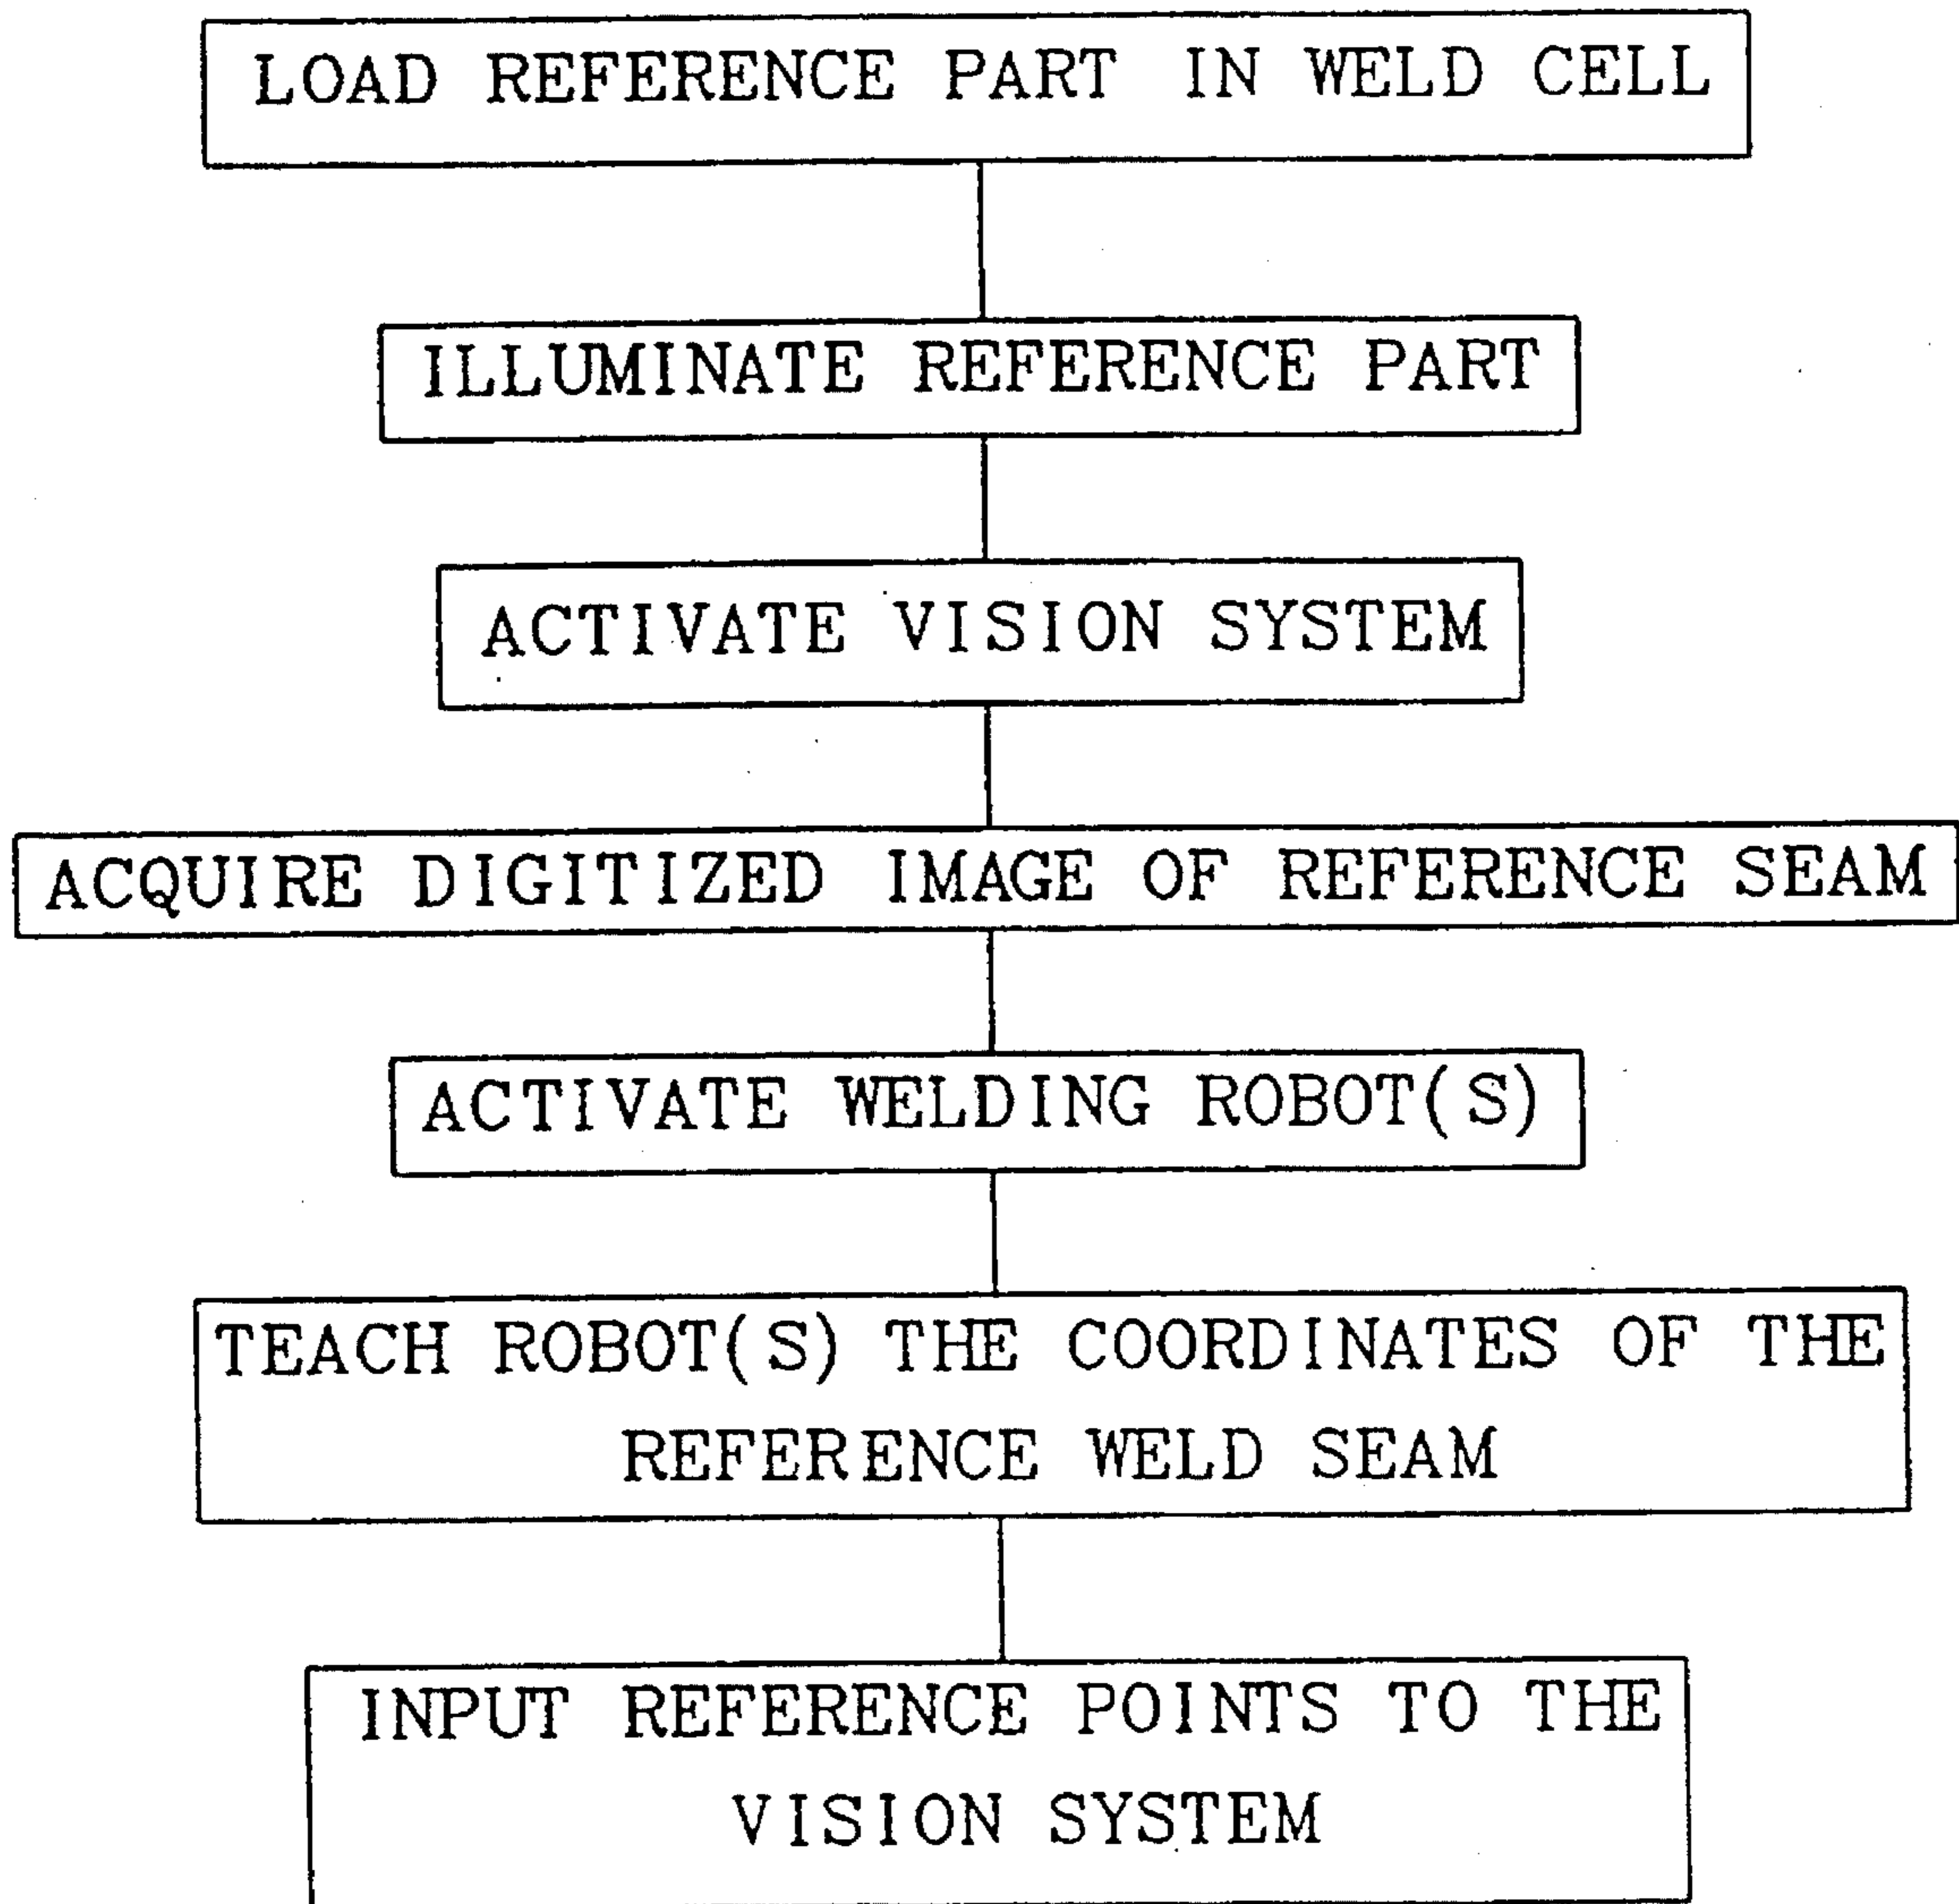 LOAD REFERENCE PART IN WELD CELL
ILLUMINATE REFERENCE PART
ACTIVATE VISION SYSTEM
ACQUIRE DIGITIZED IMAGE OF REFERENCE SEAM
ACTIVATE WELDING ROBOT(S)
TEACH ROBOT(S) THE COORDINATES OF THE
REFERENCE WELD SEAM
INPUT REFERENCE POINTS TO THE
VISION SYSTEM